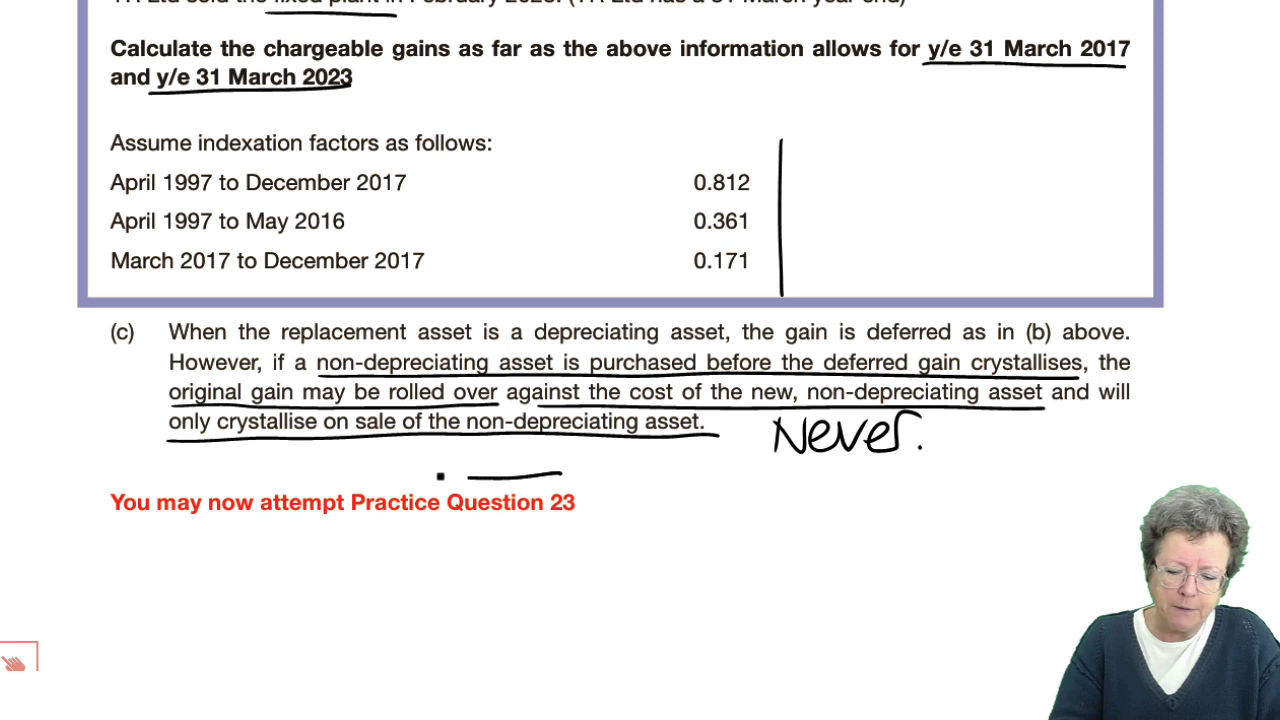 Calculate the chargeable gains as far as the above information allows for y/e 31 March 2017
and y/e 31 March 2023
Assume indexation factors as follows:
April 1997 to December 2017 0.812
April 1997 to May 2016 0.361
March 2017 to December 2017 0.171
(c) When the replacement asset is a depreciating asset, the gain is deferred as in (b) above.
However, if a non-depreciating asset is purchased before the deferred gain crystallises, the
original gain may be rolled over against the cost of the new, non-depreciating asset and will
only crystallise on sale of the non-depreciating asset.
Never.
You may now attempt Practice Question 23